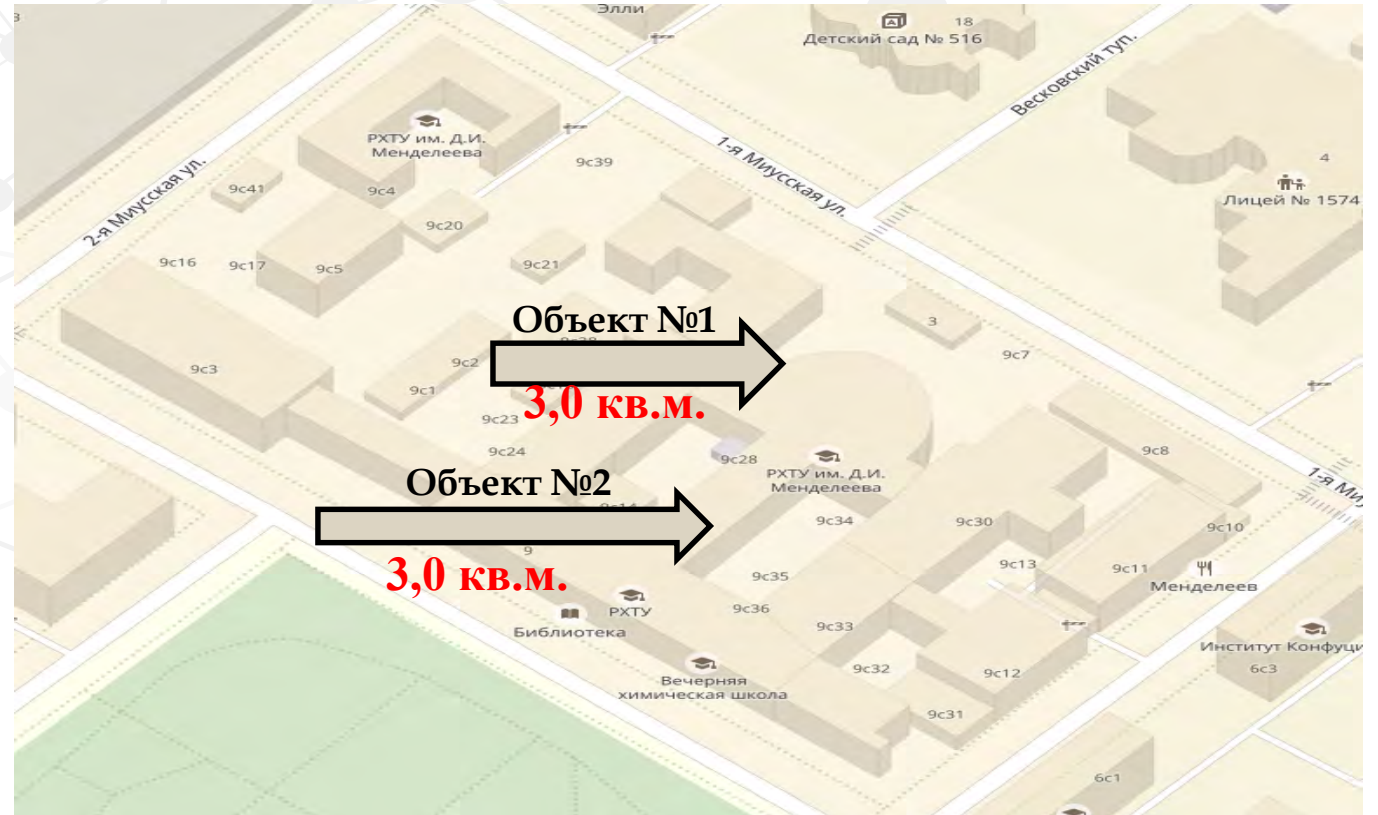 Элли
18
Детский сад № 516
Весковский туп.
РХТУ им. Д.И.
Менделеева
9с39
1-я Миусская ул.
4
Лицей № 1574
2-я Миусская ул.
9с41
9с4
9с20
9с16
9с17
9с5
9с21
Объект №1
3
9с7
9с3
9с2
9с1
3,0 кв.м.
9с23
9с24
9с28
РХТУ им. Д.И.
Менделеева
9с8
Объект №2
9с14
9с34
9с30
9с10
9
3,0 кв.м.
9с35
9с13
9с11
Менделеев
РХТУ
Библиотека
9с36
9с33
Институт Конфуци
6с3
Вечерняя
химическая школа
9с32
9с12
9с31
6с1